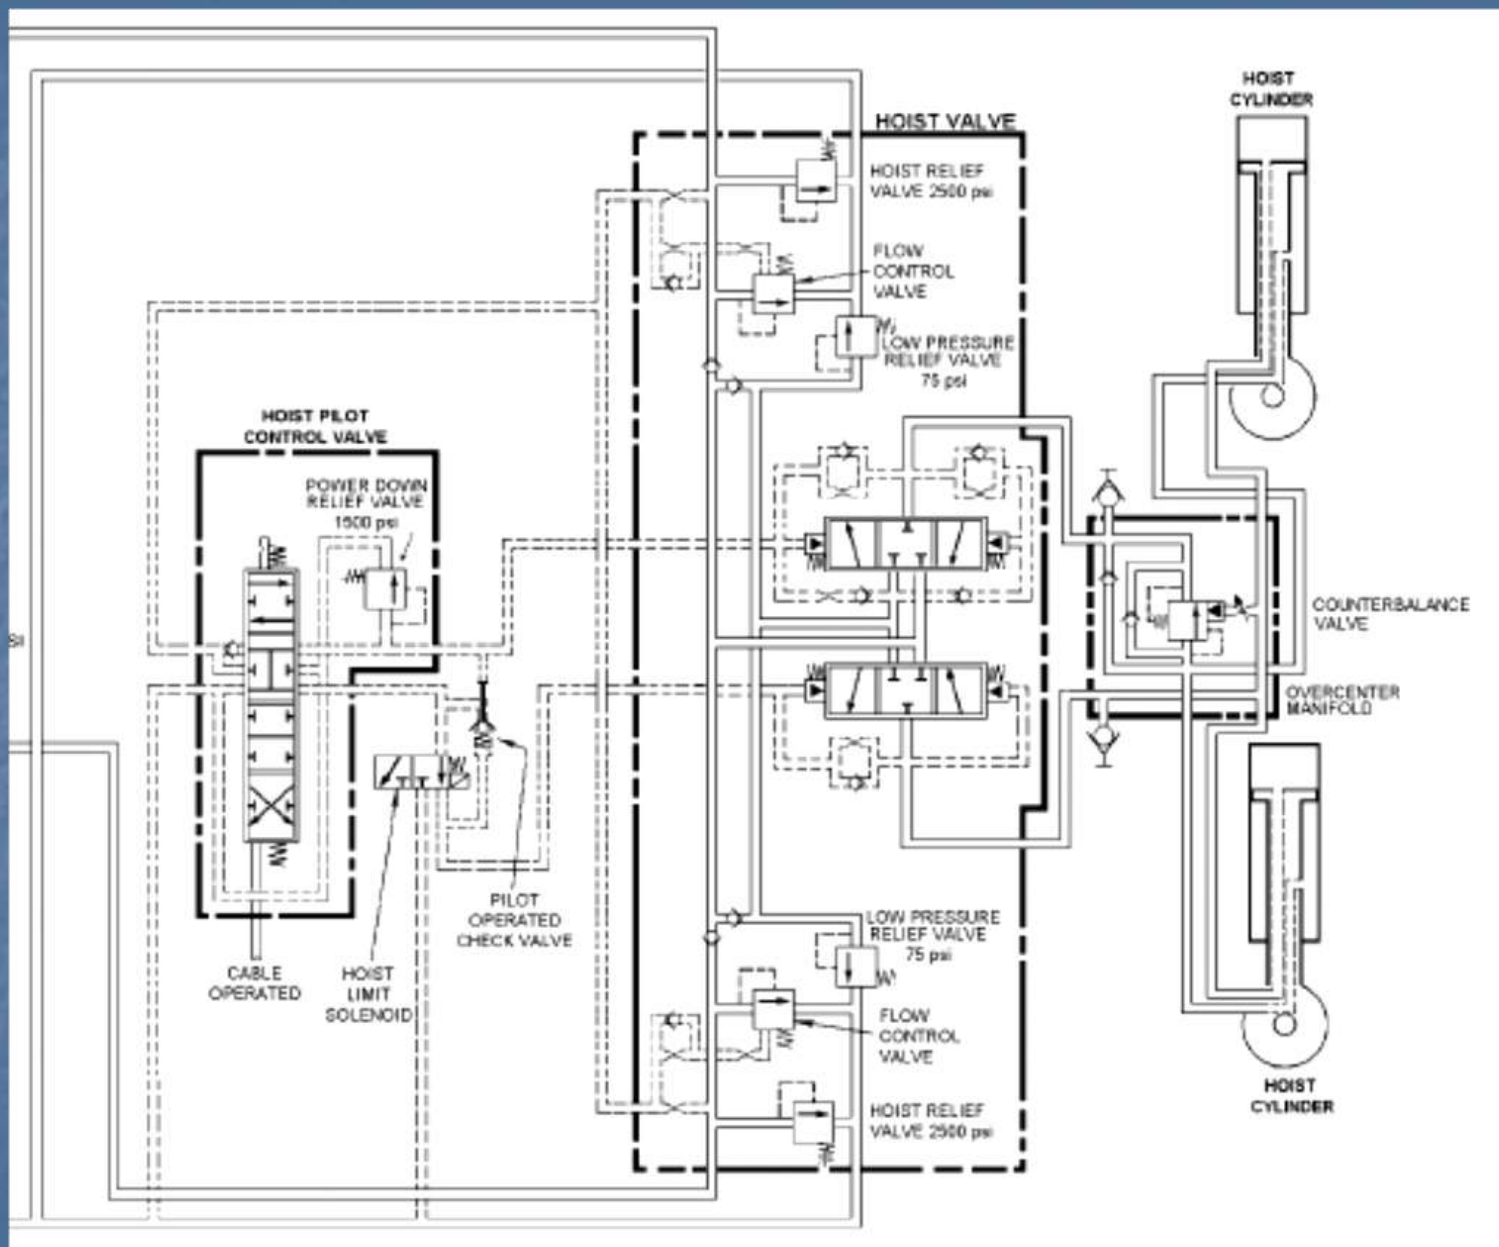 HOIST
CYLINDER
HOIST VALVE
HOIST RELIEF
VALVE 2500 psi
FLOW
CONTROL
VALVE
LOW PRESSURE
RELIEF VALVE
75 psi
HOIST PILOT
CONTROL VALVE
POWER DOWN
RELIEF VALVE
1500 psi
COUNTERBALANCE
VALVE
SI
OVERCENTER
MANIFOLD
PILOT
OPERATED
CHECK VALVE
LOW PRESSURE
RELIEF VALVE
75 psi
CABLE
OPERATED
HOIST
LIMIT
SOLENOID
FLOW
CONTROL
VALVE
HOIST
CYLINDER
HOIST RELIEF
VALVE 2500 psi